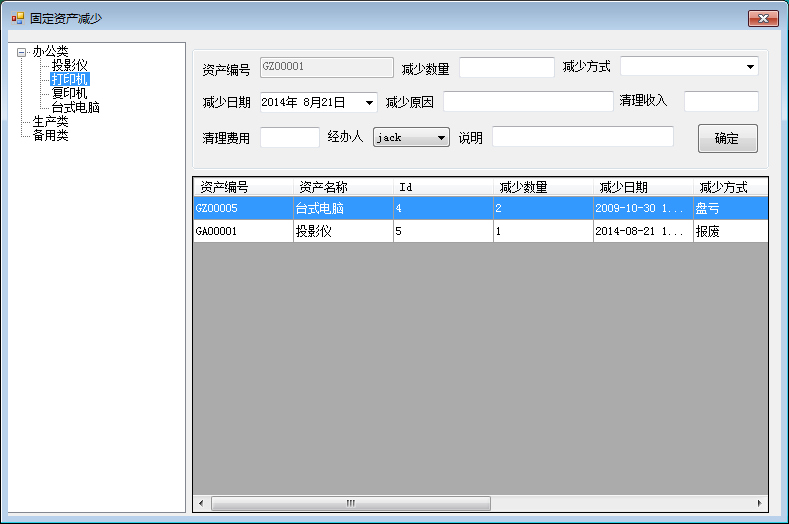 固定资产减少
办公类
投影仪
打印机
复印机
台式电脑
生产类
备用类
资产编号 GZ00001 减少数量 减少方式
减少日期 2014年 8月21日 减少原因 清理收入
清理费用 经办人 jack 说明 确定
资产编号 资产名称 Id 减少数量 减少日期 减少方式
GZ00005 台式电脑 4 2 2009-10-30 1... 盘亏
GA00001 投影仪 5 1 2014-08-21 1... 报废